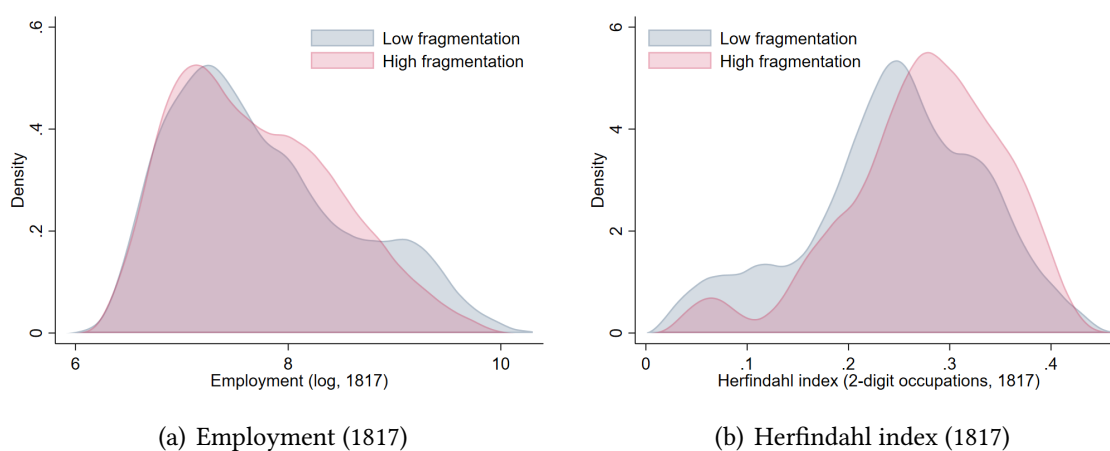 Density
.6
.4
.2
0
Low fragmentation
High fragmentation
6
8
10
Employment (log, 1817)
(a) Employment (1817)
Density
6
4
2
0
Low fragmentation
High fragmentation
0
.1
.2
.3
.4
Herfindahl index (2-digit occupations, 1817)
(b) Herfindahl index (1817)